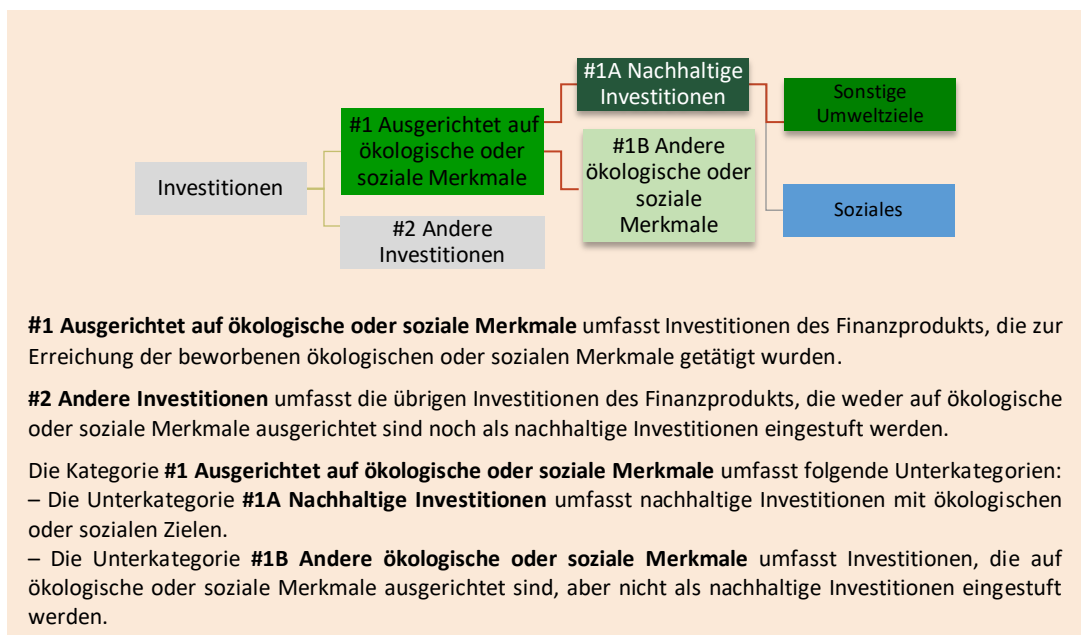 #1A Nachhaltige
Investitionen
Sonstige
Umweltziele
#1 Ausgerichtet auf
ökologische oder
soziale Merkmale
#1B Andere
ökologische oder
soziale
Merkmale
Investitionen
Soziales
#2 Andere
Investitionen
#1 Ausgerichtet auf ökologische oder soziale Merkmale umfasst Investitionen des Finanzprodukts, die zur
Erreichung der beworbenen ökologischen oder sozialen Merkmale getätigt wurden.
#2 Andere Investitionen umfasst die übrigen Investitionen des Finanzprodukts, die weder auf ökologische
oder soziale Merkmale ausgerichtet sind noch als nachhaltige Investitionen eingestuft werden.
Die Kategorie #1 Ausgerichtet auf ökologische oder soziale Merkmale umfasst folgende Unterkategorien:
– Die Unterkategorie #1A Nachhaltige Investitionen umfasst nachhaltige Investitionen mit ökologischen
oder sozialen Zielen.
– Die Unterkategorie #1B Andere ökologische oder soziale Merkmale umfasst Investitionen, die auf
ökologische oder soziale Merkmale ausgerichtet sind, aber nicht als nachhaltige Investitionen eingestuft
werden.